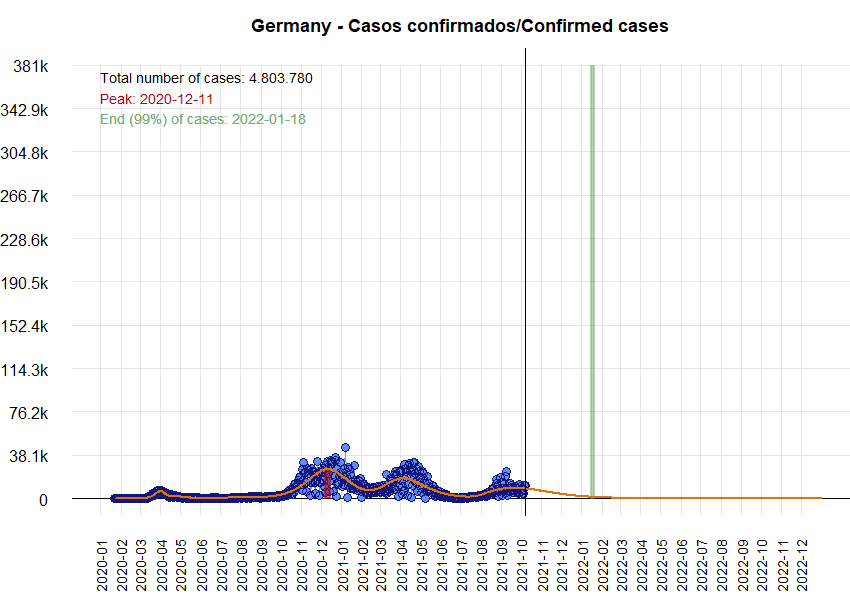 Germany - Casos confirmados/Confirmed cases
381k
342.9k
304.8k
266.7k
228.6k
190.5k
152.4k
114.3k
76.2k
38.1k
0
Total number of cases: 4.803.780
Peak: 2020-12-11
End (99%) of cases: 2022-01-18
2020-01
2020-02
2020-03
2020-04
2020-05
2020-06
2020-07
2020-08
2020-09
2020-10
2020-11
2020-12
2021-01
2021-02
2021-03
2021-04
2021-05
2021-06
2021-07
2021-08
2021-09
2021-10
2021-11
2021-12
2022-01
2022-02
2022-03
2022-04
2022-05
2022-06
2022-07
2022-08
2022-09
2022-10
2022-11
2022-12